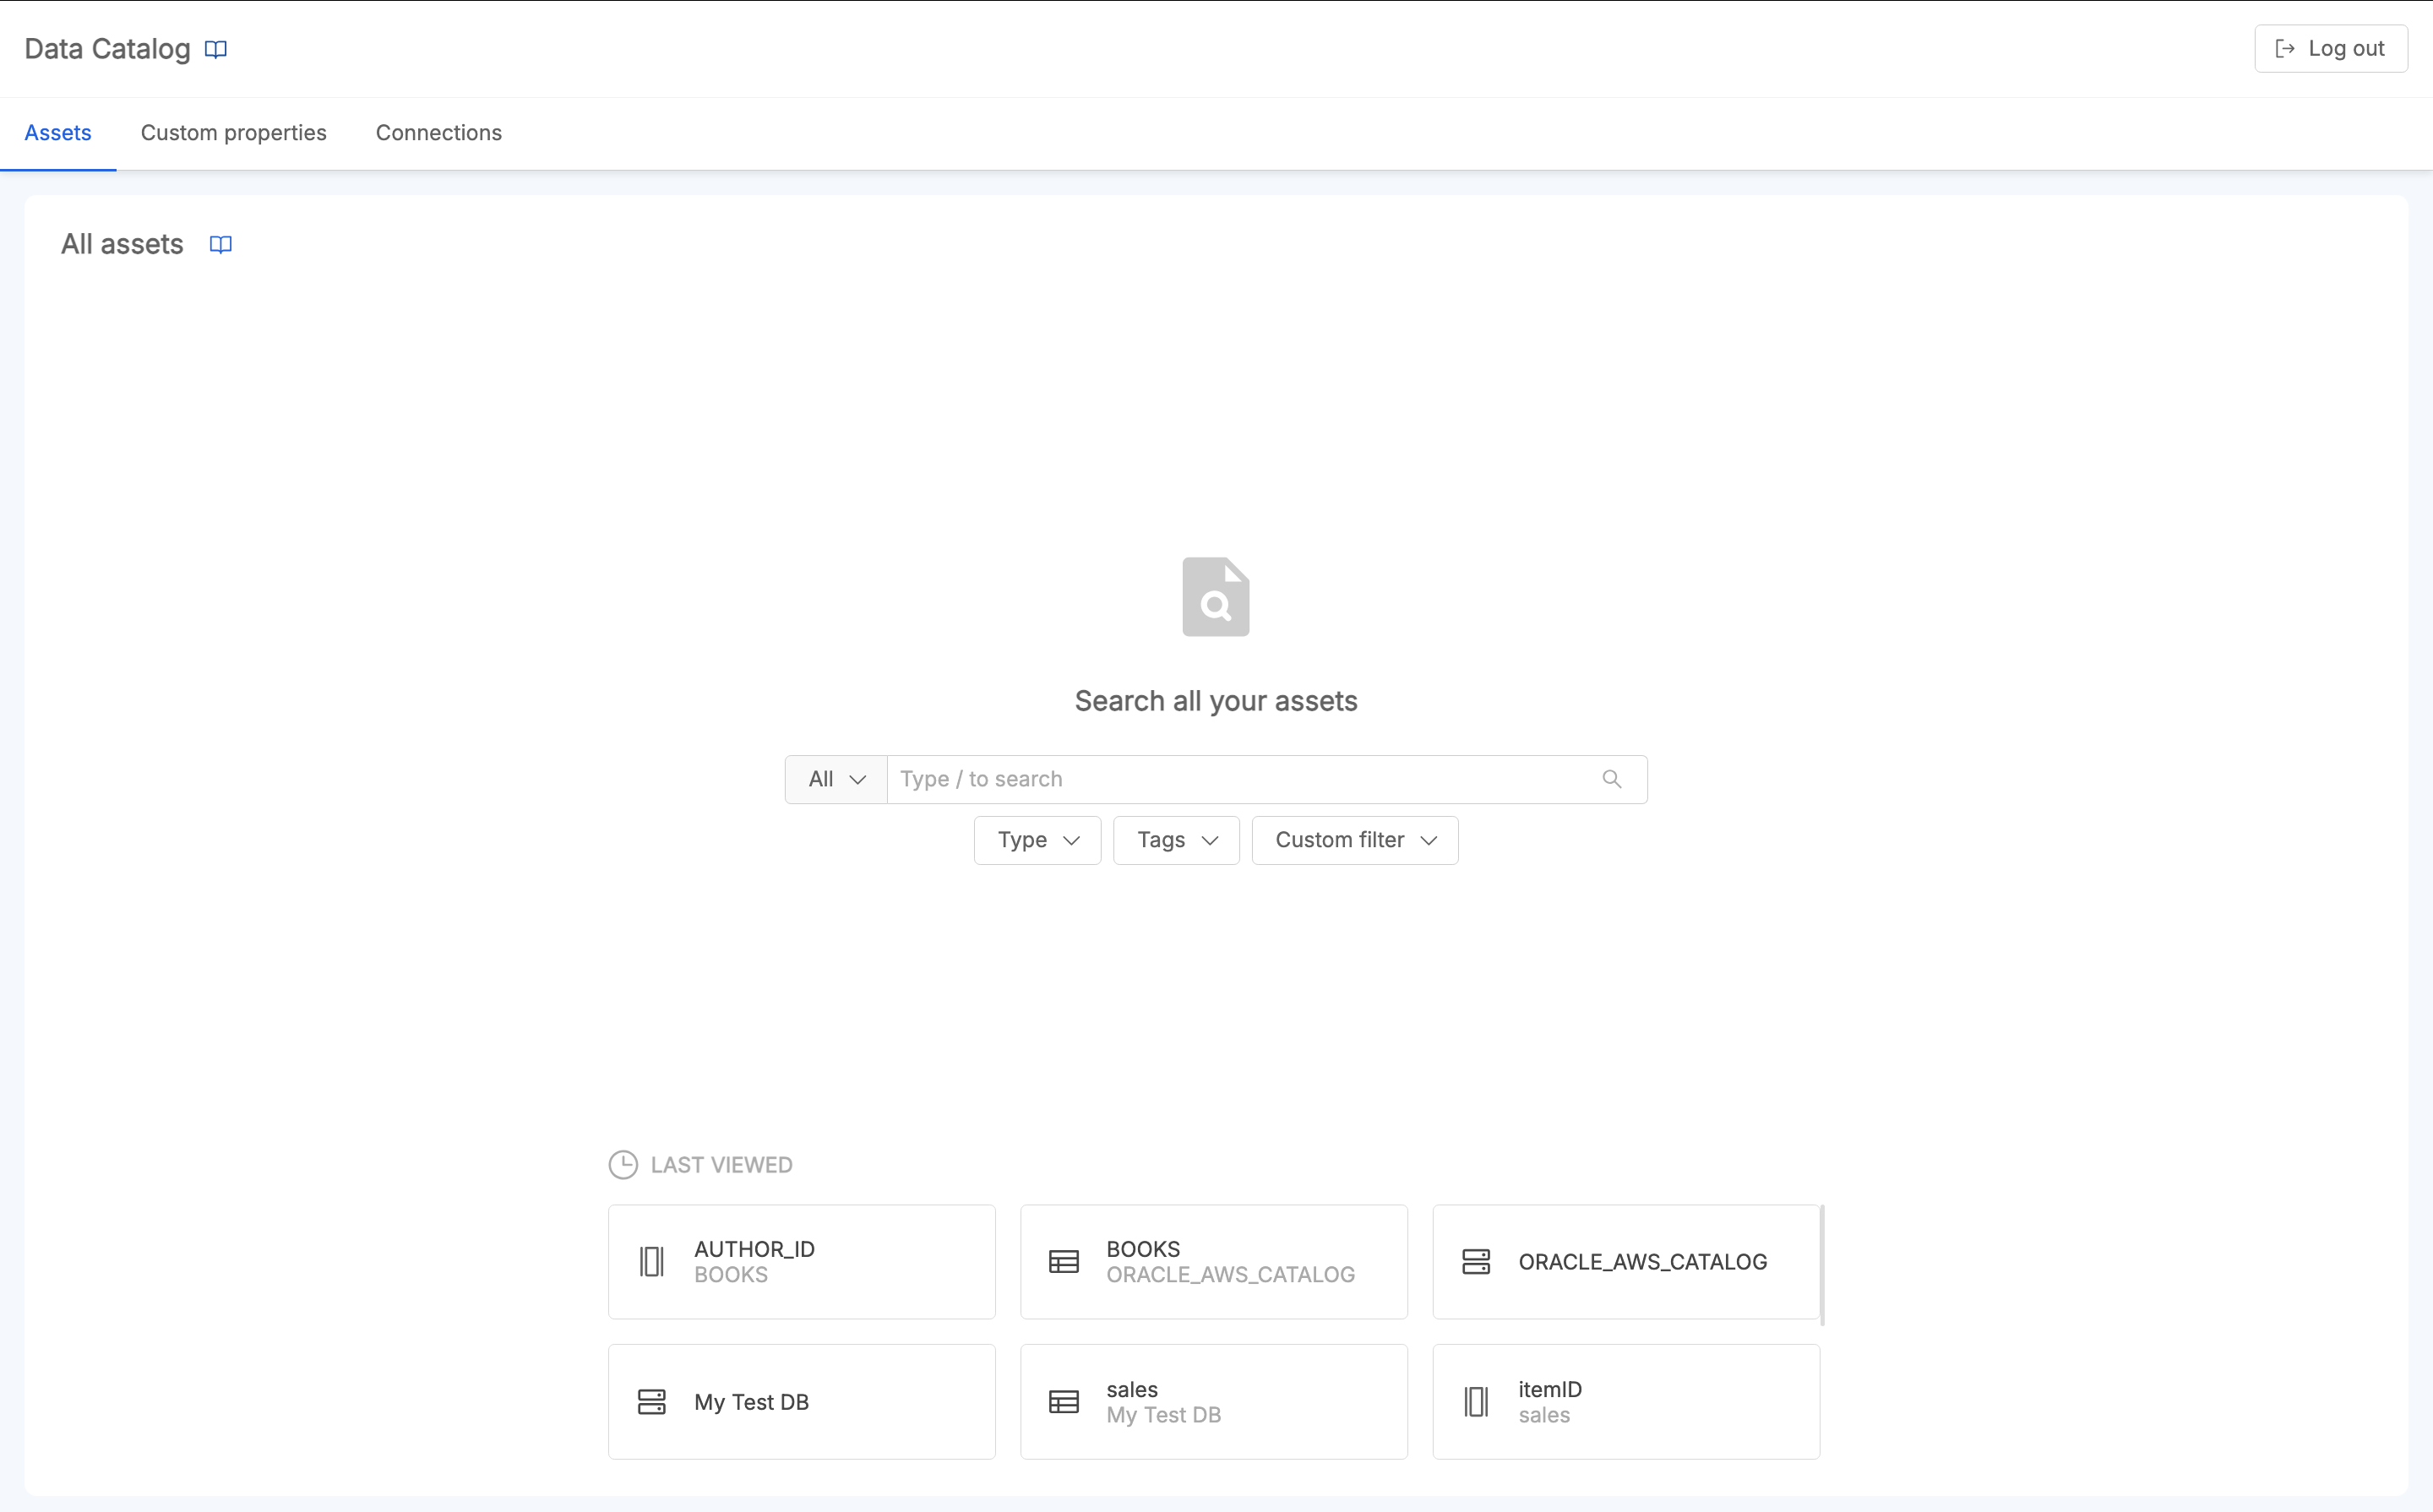 Data Catalog
Log out
Assets
Custom properties
Connections
All assets
Search all your assets
All
Type / to search
Type
Tags
Custom filter
LAST VIEWED
AUTHOR_ID
BOOKS
BOOKS
ORACLE_AWS_CATALOG
ORACLE_AWS_CATALOG
My Test DB
sales
My Test DB
itemID
sales